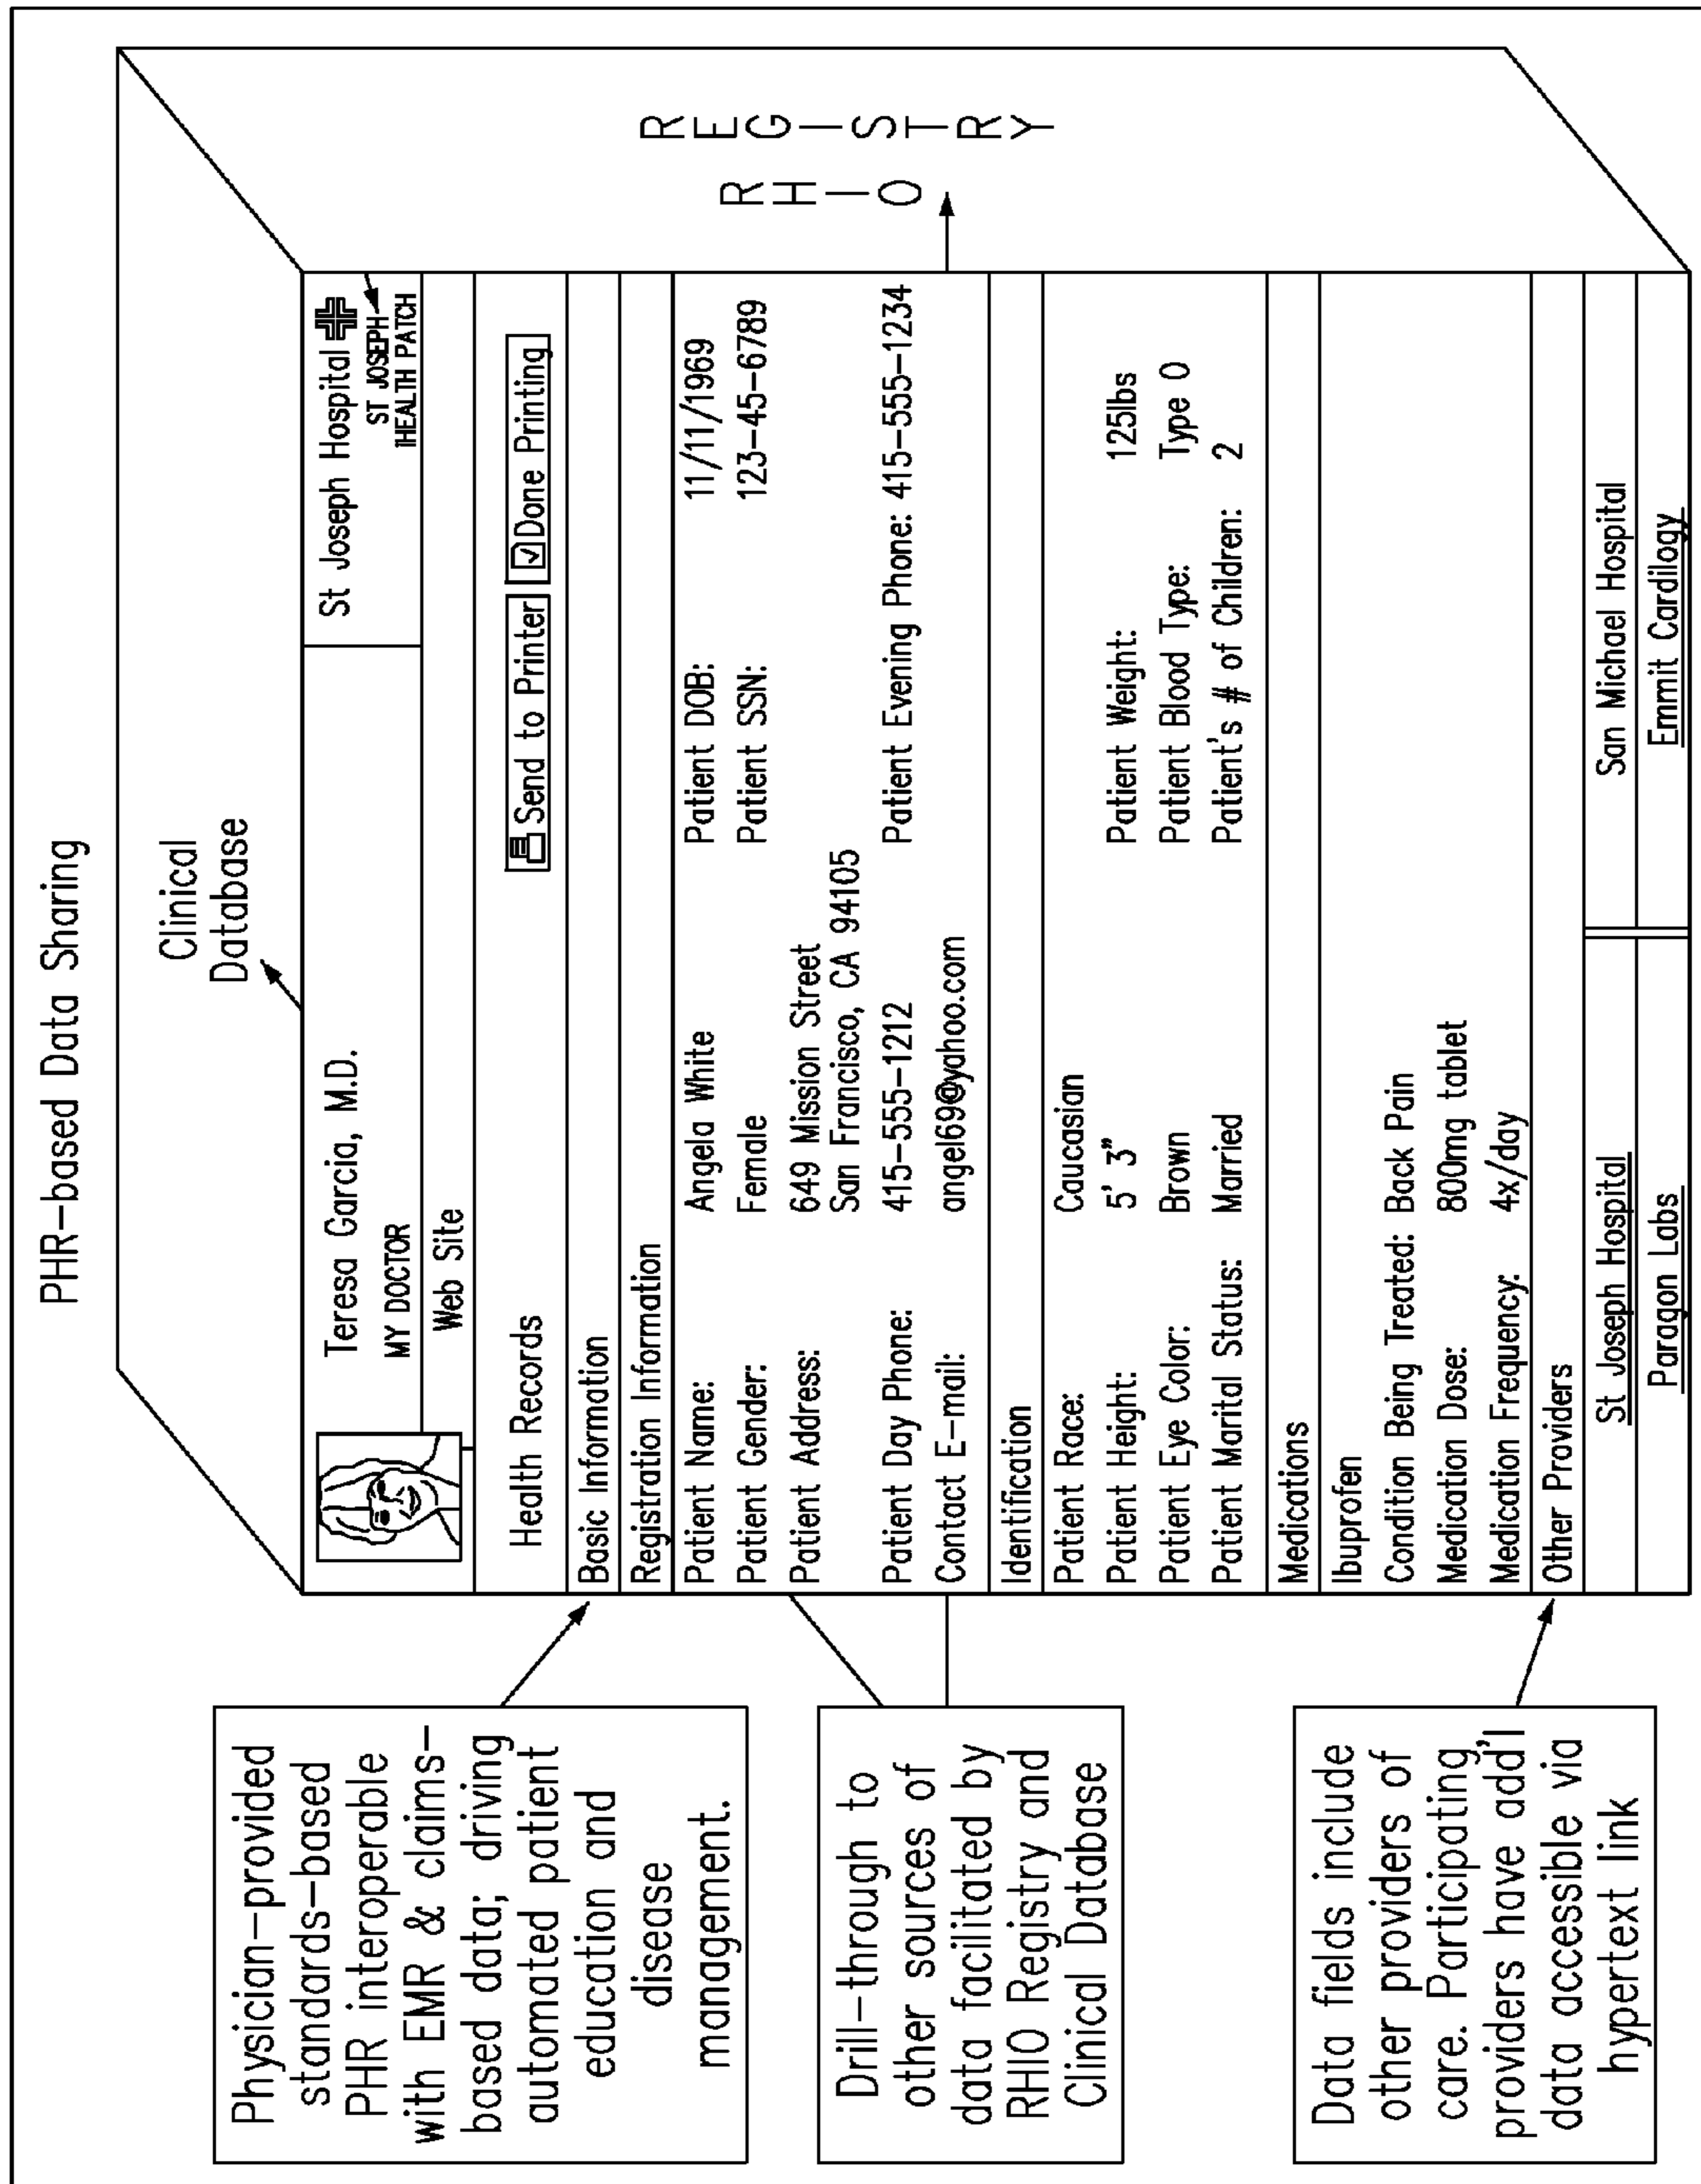 PHR-based Data Sharing
Clinical
Database
Teresa Garcia, M.D.
MY DOCTOR
St Joseph Hospital
ST JOSEPH
IHEALTH PATCH
Web Site
Health Records
Send to Printer
Done Printing
Basic Information
Registration Information
Patient Name: Angela White Patient DOB: 11/11/1969
Patient Gender: Female Patient SSN: 123-45-6789
Patient Address: 649 Mission Street
San Francisco, CA 94105
Patient Day Phone: 415-555-1212 Patient Evening Phone: 415-555-1234
Contact E-mail: angel69@yahoo.com
Identification
Patient Race: Caucasian
Patient Height: 5' 3" Patient Weight: 125lbs
Patient Eye Color: Brown Patient Blood Type: Type O
Patient Marital Status: Married Patient's # of Children: 2
Medications
Ibuprofen
Condition Being Treated: Back Pain
Medication Dose: 800mg tablet
Medication Frequency: 4x/day
Other Providers
St Joseph Hospital San Michael Hospital
Paragon Labs Emmit Cardilogy
RHIO
REGISTRY
Physician-provided
standards-based
PHR interoperable
with EMR & claims-
based data; driving
automated patient
education and
disease
management.
Drill-through to
other sources of
data facilitated by
RHIO Registry and
Clinical Database
Data fields include
other providers of
care. Participating
providers have add'l
data accessible via
hypertext link